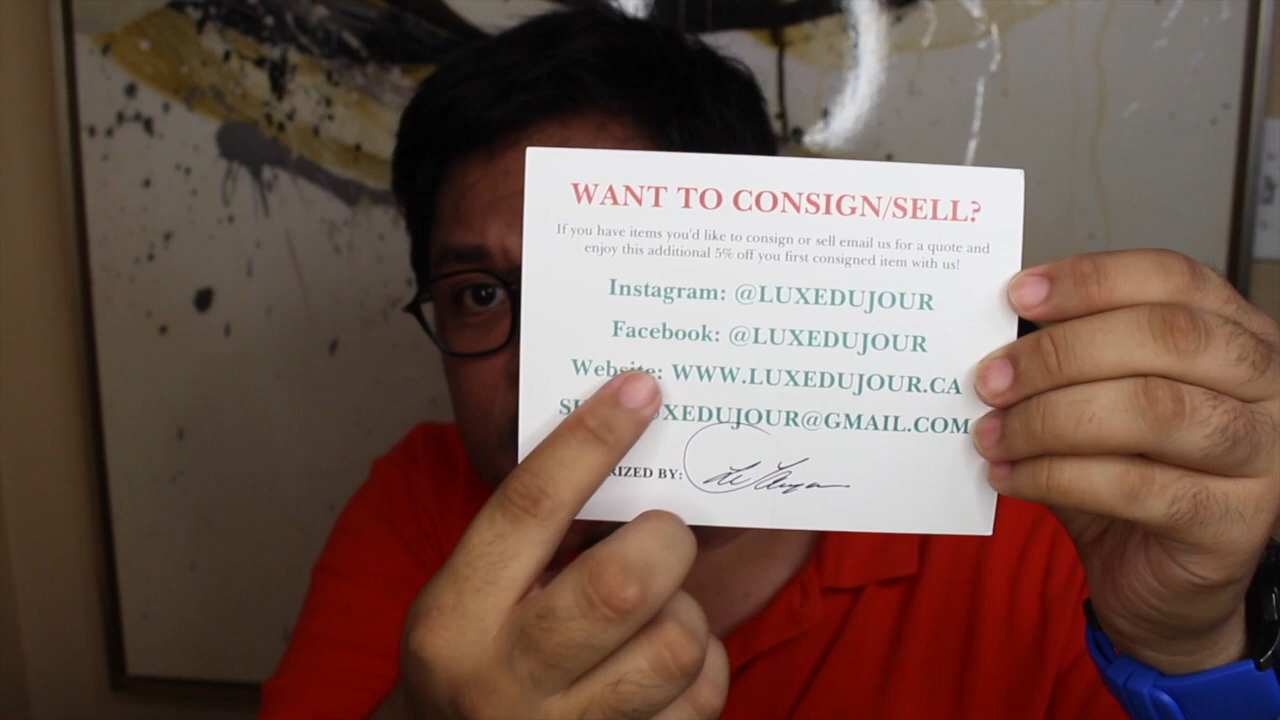 WANT TO CONSIGN/SELL?
If you have items you'd like to consign or sell email us for a quote and
enjoy this additional 5% off you first consigned item with us!
Instagram: @LUXEDUJOUR
Facebook: @LUXEDUJOUR
Website: WWW.LUXEDUJOUR.CA
UXEDUJOUR@GMAIL.COM
RIZED BY: